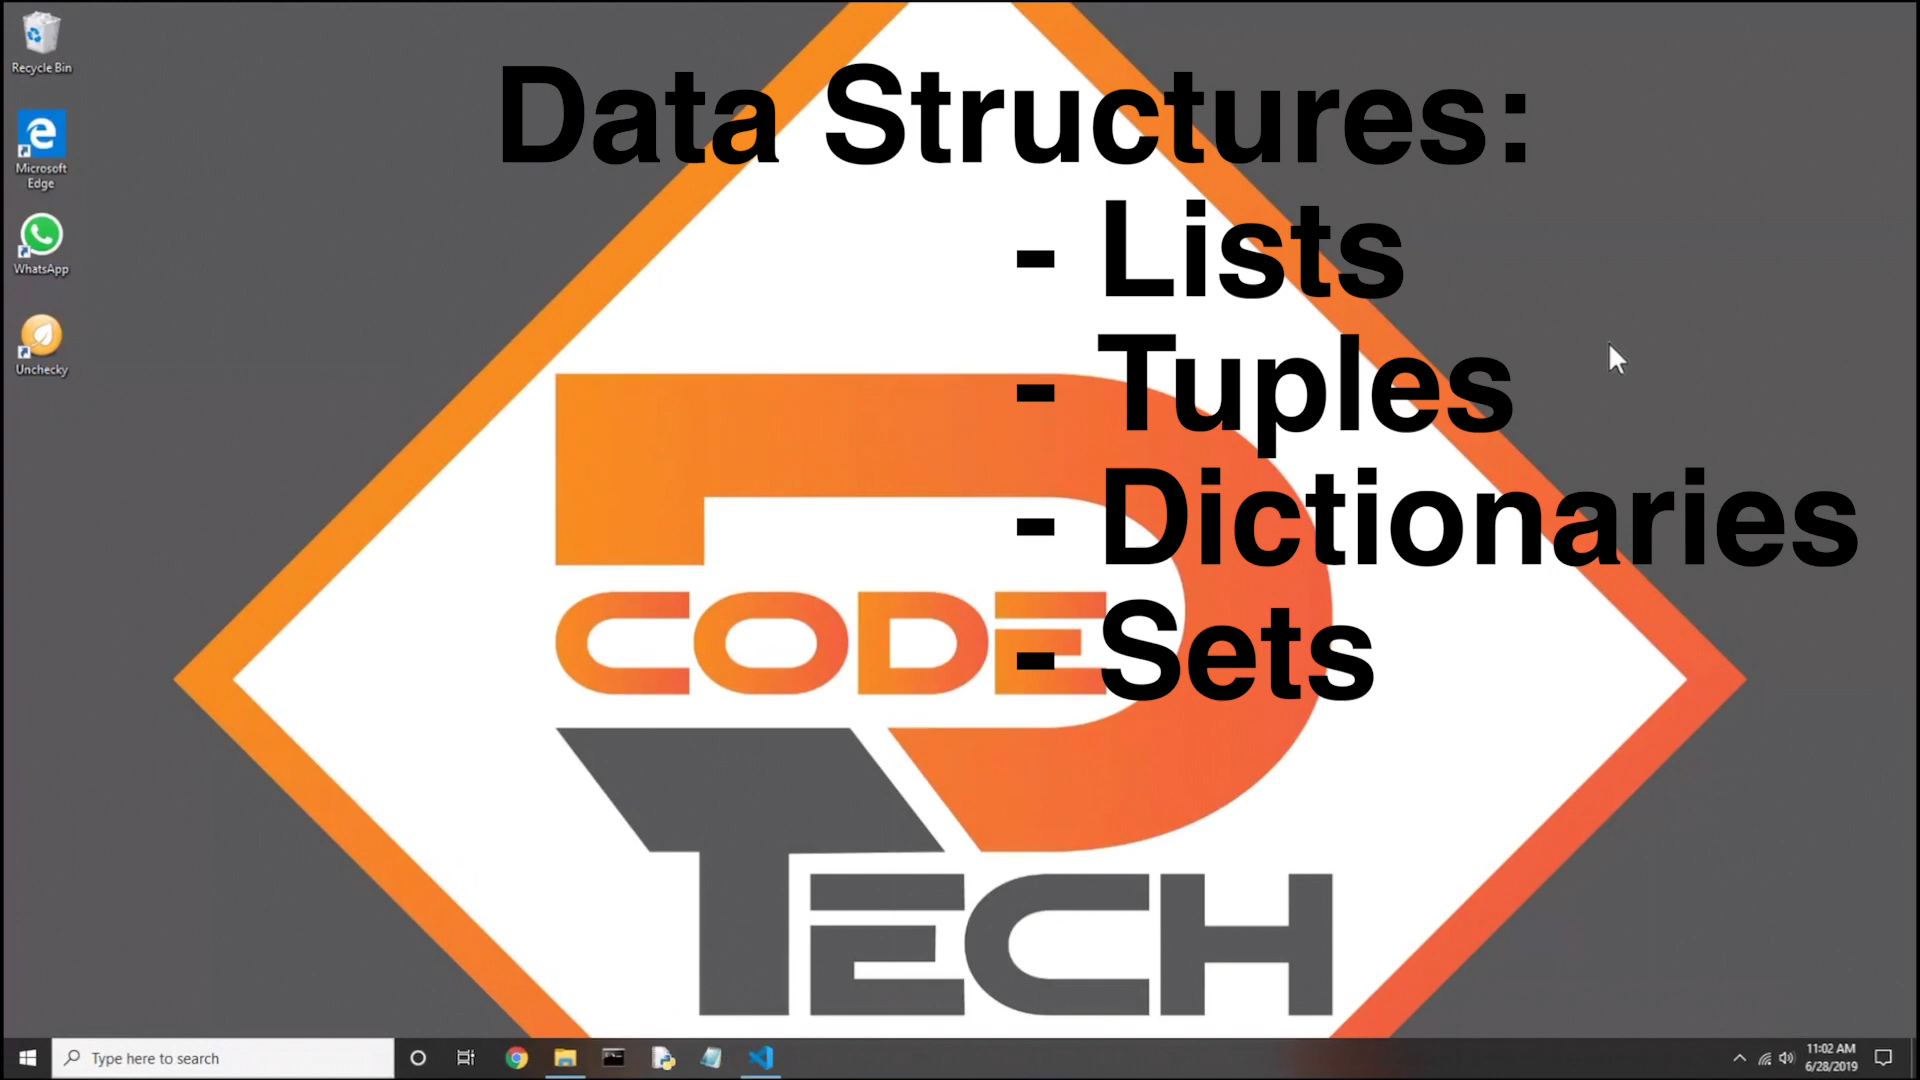 Data Structures:
- Lists
- Tuples
- Dictionaries
- Sets
CODE
TECH
Recycle Bin
Microsoft
Edge
WhatsApp
Unchecky
Type here to search
11:02 AM
6/28/2019